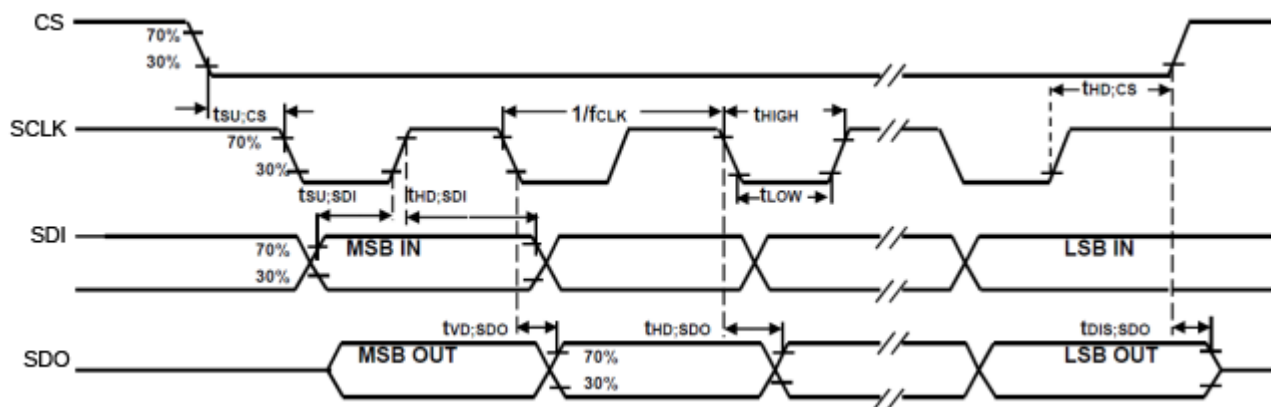 CS
70%
30%
tHD;CS
tSU;CS
1/fCLK
tHIGH
SCLK
70%
30%
tSU;SDI
tHD;SDI
tLOW
SDI
70%
30%
MSB IN
LSB IN
tVD;SDO
tHD;SDO
tDIS;SDO
SDO
MSB OUT
70%
30%
LSB OUT